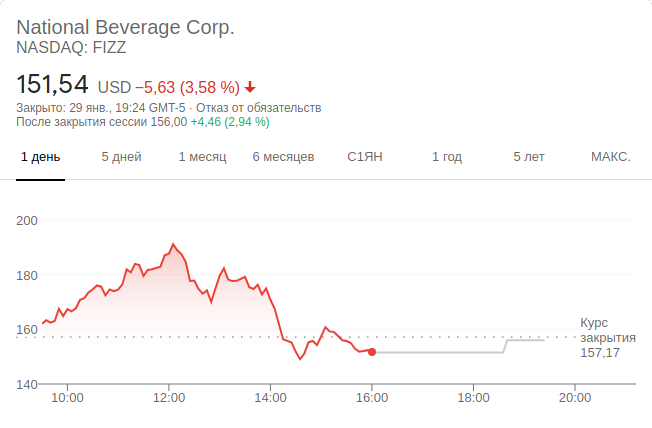 National Beverage Corp.
NASDAQ: FIZZ
151,54 USD −5,63 (3,58 %)
Закрыто: 29 янв., 19:24 GMT-5 · Отказ от обязательств
После закрытия сессии 156,00 +4,46 (2,94 %)
1 день 5 дней 1 месяц 6 месяцев С1ЯН 1 год 5 лет МАКС.
200
180
160
140
Курс
закрытия
157,17
10:00 12:00 14:00 16:00 18:00 20:00